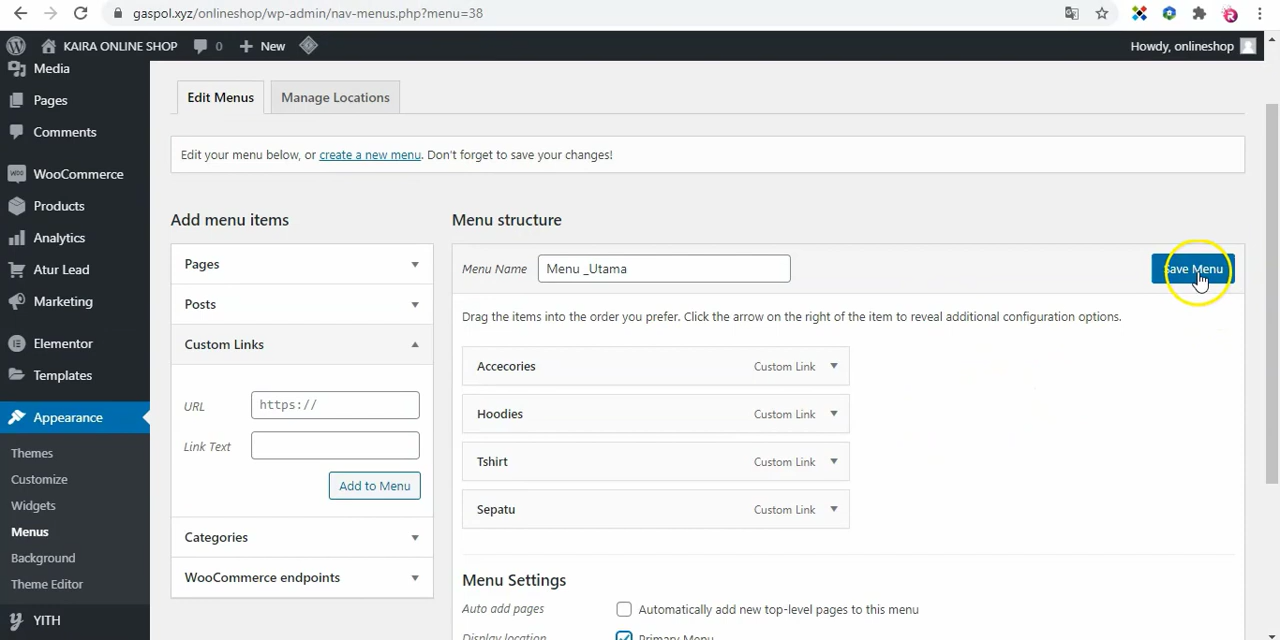 gaspol.xyz/onlineshop/wp-admin/nav-menus.php?menu=38
KAIRA ONLINE SHOP
0
New
Howdy, onlineshop
Media
Pages
Comments
WooCommerce
Products
Analytics
Atur Lead
Marketing
Elementor
Templates
Appearance
Themes
Customize
Widgets
Menus
Background
Theme Editor
YITH
Edit Menus
Manage Locations
Edit your menu below, or create a new menu. Don't forget to save your changes!
Add menu items
Pages
Posts
Custom Links
URL
https://
Link Text
Add to Menu
Categories
WooCommerce endpoints
Menu structure
Menu Name
Menu _Utama
Save Menu
Drag the items into the order you prefer. Click the arrow on the right of the item to reveal additional configuration options.
Accecories
Custom Link
Hoodies
Custom Link
Tshirt
Custom Link
Sepatu
Custom Link
Menu Settings
Auto add pages
Automatically add new top-level pages to this menu
Display location
Primary Menu